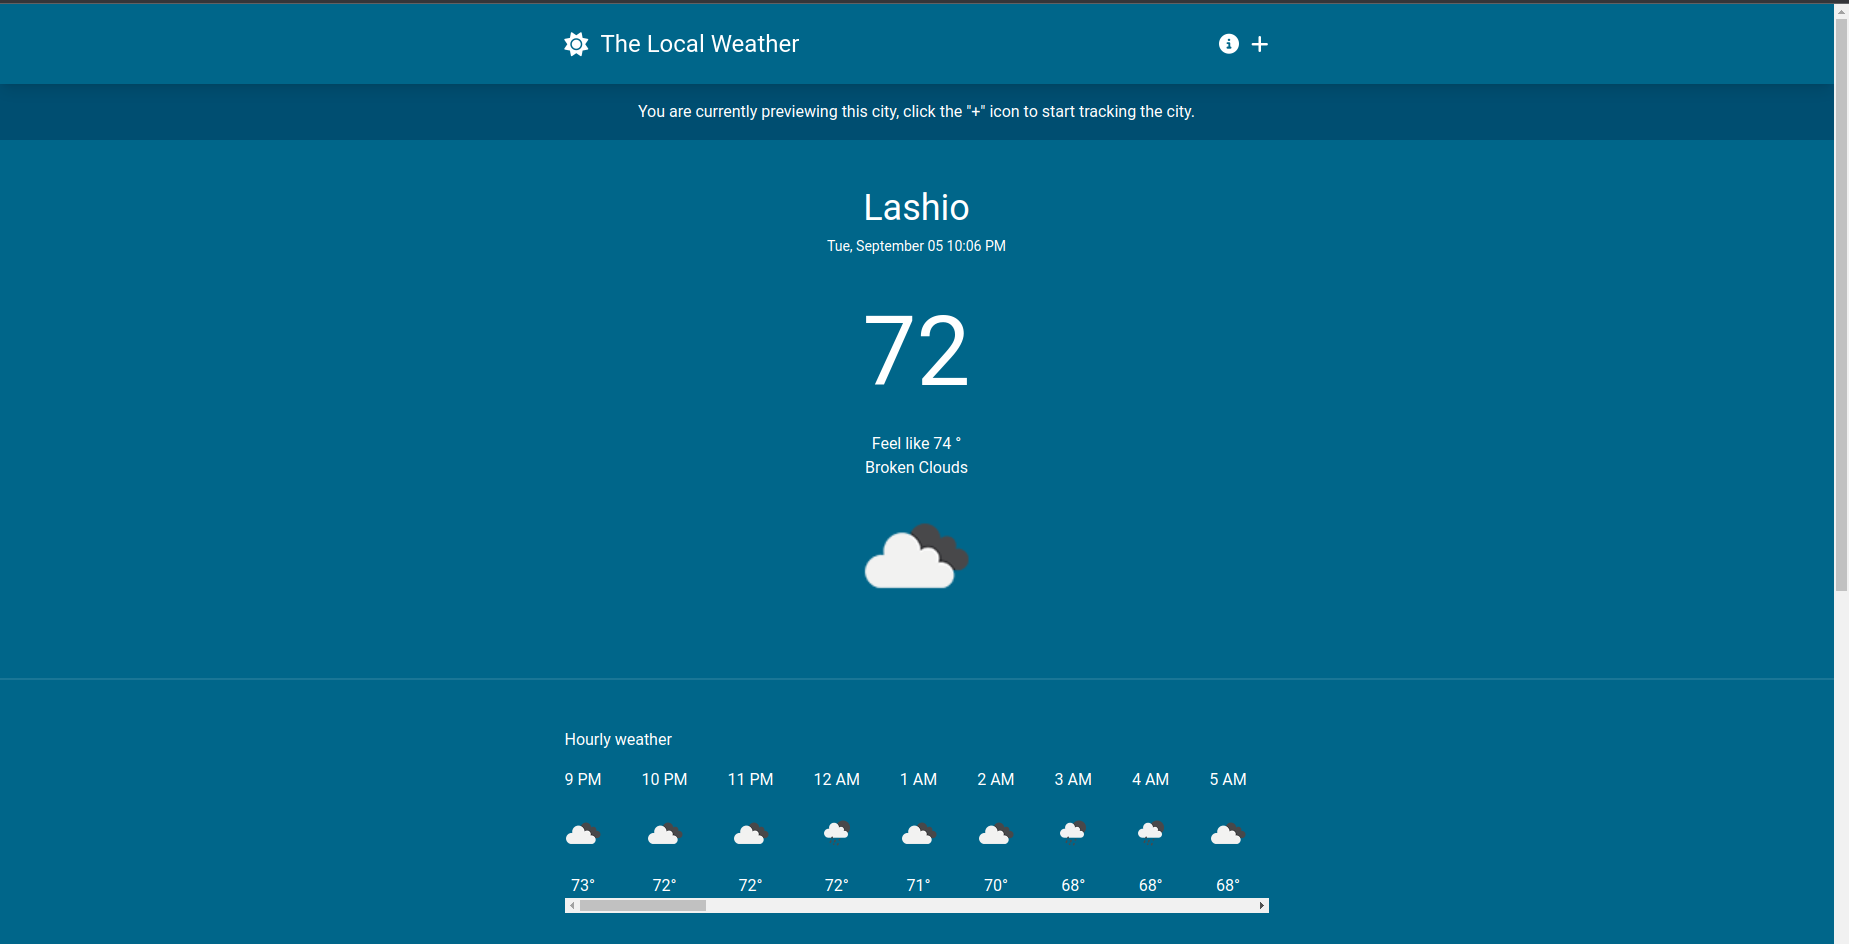 The Local Weather
You are currently previewing this city, click the "+" icon to start tracking the city.
Lashio
Tue, September 05 10:06 PM
72
Feel like 74 °
Broken Clouds
Hourly weather
9 PM 10 PM 11 PM 12 AM 1 AM 2 AM 3 AM 4 AM 5 AM
73° 72° 72° 72° 71° 70° 68° 68° 68°